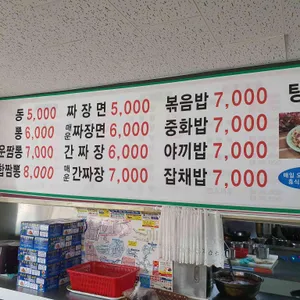 동 5,000 짜장면 5,000 볶음밥 7,000 탕
통 6,000 매운짜장면 6,000 중화밥 7,000
운짬뽕 7,000 간짜장 6,000 야끼밥 7,000
합짬뽕 8,000 매운간짜장 7,000 잡채밥 7,000